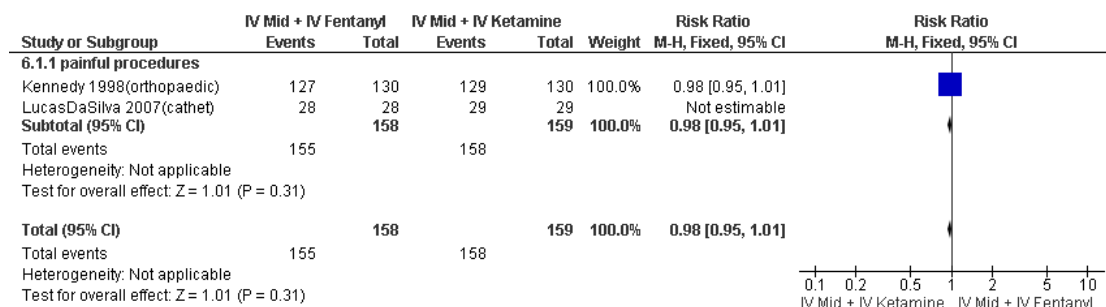 IV Mid + IV Fentanyl IV Mid + IV Ketamine Risk Ratio Risk Ratio
Study or Subgroup Events Total Events Total Weight M-H, Fixed, 95% CI M-H, Fixed, 95% CI
6.1.1 painful procedures
Kennedy 1998(orthopaedic) 127 130 129 130 100.0% 0.98 [0.95, 1.01]
LucasDaSilva 2007(cathet) 28 28 29 29 Not estimable
Subtotal (95% CI) 158 159 100.0% 0.98 [0.95, 1.01]
Total events 155 158
Heterogeneity: Not applicable
Test for overall effect: Z = 1.01 (P = 0.31)
Total (95% CI) 158 159 100.0% 0.98 [0.95, 1.01]
Total events 155 158
Heterogeneity: Not applicable
Test for overall effect: Z = 1.01 (P = 0.31)
0.1 0.2 0.5 1 2 5 10
IV Mid + IV Ketamine IV Mid + IV Fentanyl